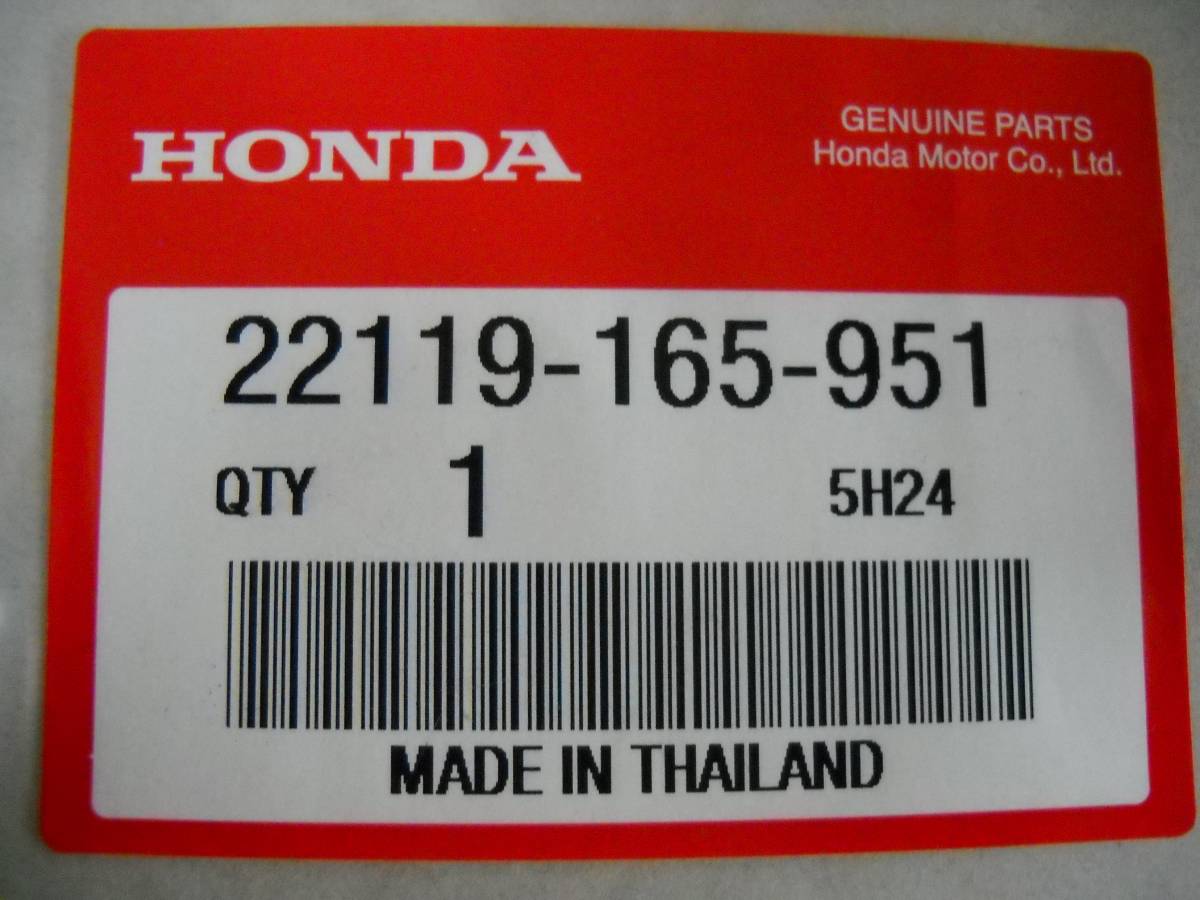 HONDA
GENUINE PARTS
Honda Motor Co., Ltd.
22119-165-951
QTY 1 5H24
MADE IN THAILAND